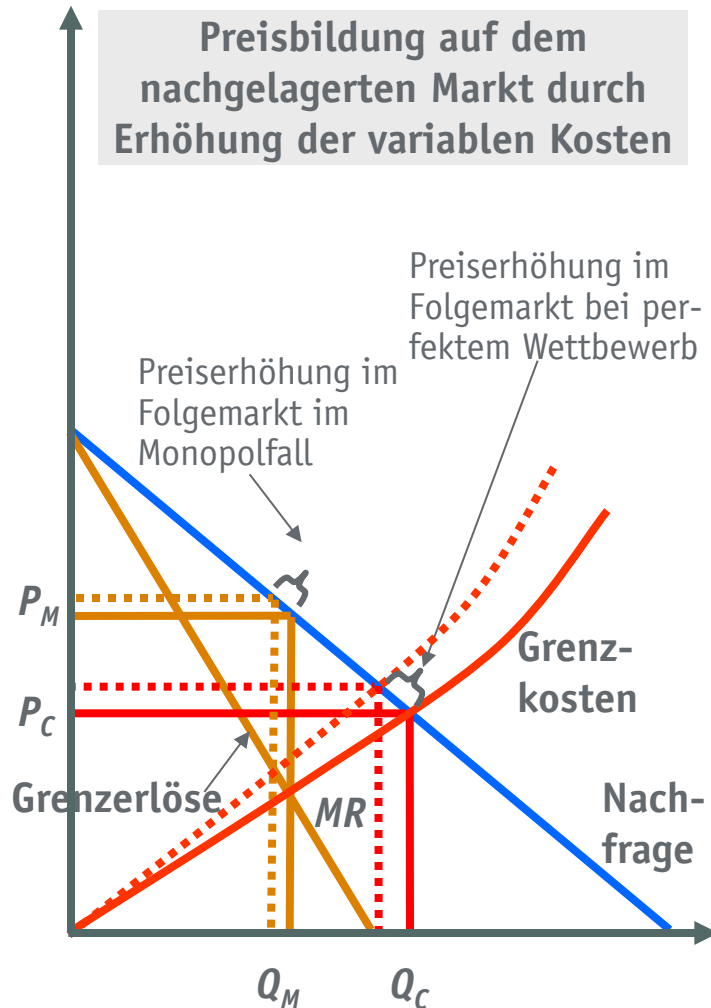 Preisbildung auf dem
nachgelagerten Markt durch
Erhöhung der variablen Kosten
Preiserhöhung im
Folgemarkt bei per-
fektem Wettbewerb
Preiserhöhung im
Folgemarkt im
Monopolfall
P_M
P_C
Grenz-
kosten
Grenzerlöse
MR
Nach-
frage
Q_M
Q_C